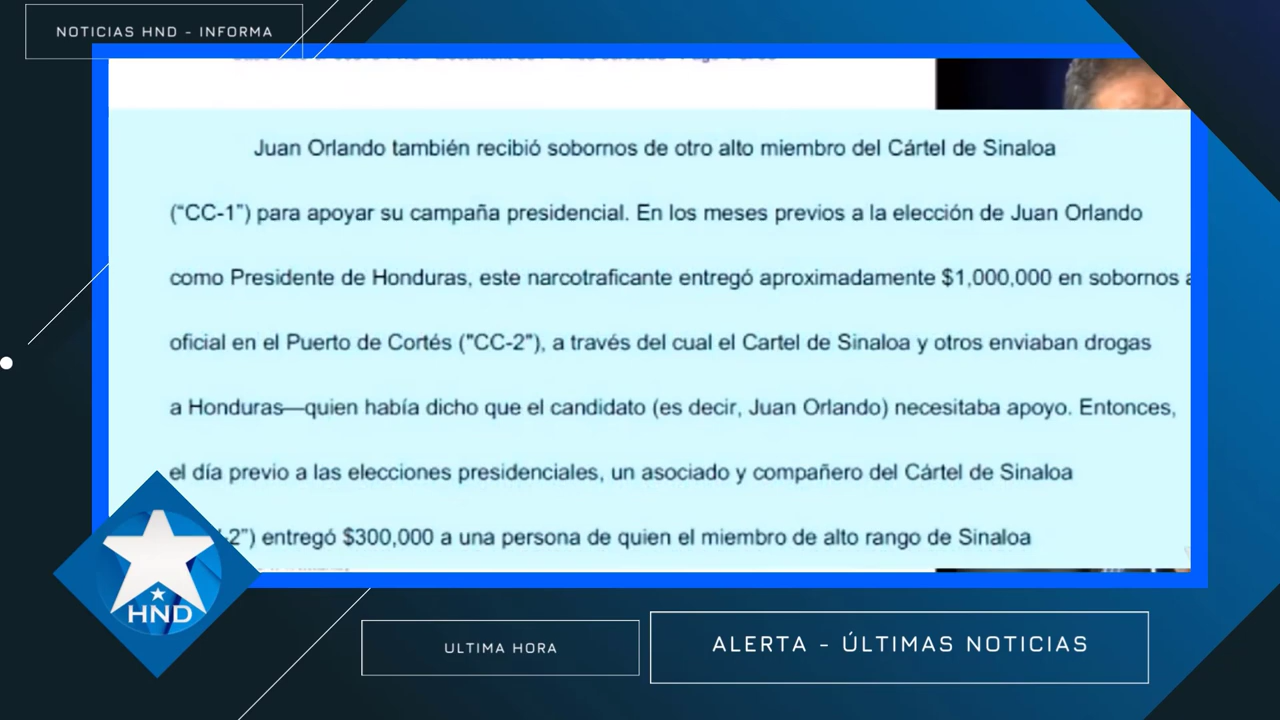 NOTICIAS HND - INFORMA
Juan Orlando también recibió sobornos de otro alto miembro del Cártel de Sinaloa
("CC-1") para apoyar su campaña presidencial. En los meses previos a la elección de Juan Orlando
como Presidente de Honduras, este narcotraficante entregó aproximadamente $1,000,000 en sobornos a
oficial en el Puerto de Cortés ("CC-2"), a través del cual el Cartel de Sinaloa y otros enviaban drogas
a Honduras—quien había dicho que el candidato (es decir, Juan Orlando) necesitaba apoyo. Entonces,
el día previo a las elecciones presidenciales, un asociado y compañero del Cártel de Sinaloa
-2") entregó $300,000 a una persona de quien el miembro de alto rango de Sinaloa
HND
ULTIMA HORA
ALERTA - ÚLTIMAS NOTICIAS